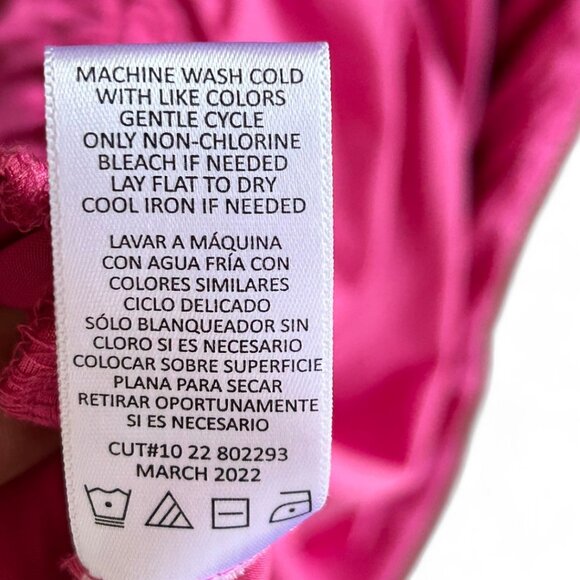 MACHINE WASH COLD
WITH LIKE COLORS
GENTLE CYCLE
ONLY NON-CHLORINE
BLEACH IF NEEDED
LAY FLAT TO DRY
COOL IRON IF NEEDED
LAVAR A MÁQUINA
CON AGUA FRÍA CON
COLORES SIMILARES
CICLO DELICADO
SÓLO BLANQUEADOR SIN
CLORO SI ES NECESARIO
COLOCAR SOBRE SUPERFICIE
PLANA PARA SECAR
RETIRAR OPORTUNAMENTE
SI ES NECESARIO
CUT#10 22 802293
MARCH 2022